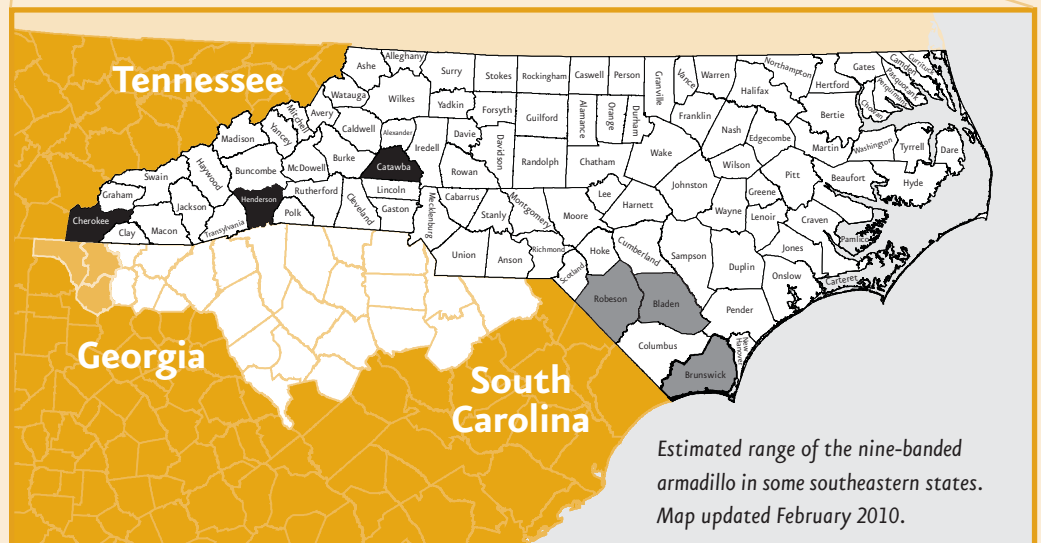 Tennessee
Georgia
South
Carolina
Ashe
Alleghany
Surry
Stokes
Rockingham
Caswell
Person
Granville
Vance
Warren
Northampton
Halifax
Hertford
Gates
Camden
Currituck
Pasquotank
Perquimans
Chowan
Watauga
Wilkes
Yadkin
Forsyth
Guilford
Alamance
Orange
Durham
Franklin
Nash
Edgecombe
Bertie
Martin
Washington
Tyrrell
Dare
Mitchell
Avery
Yancey
Madison
Caldwell
Alexander
Iredell
Davie
Davidson
Randolph
Chatham
Wake
Wilson
Pitt
Beaufort
Hyde
Swain
Haywood
Buncombe
McDowell
Burke
Catawba
Rowan
Johnston
Greene
Graham
Jackson
Henderson
Rutherford
Lincoln
Cabarrus
Stanly
Montgomery
Moore
Lee
Harnett
Wayne
Lenoir
Craven
Pamlico
Cherokee
Clay
Macon
Transylvania
Polk
Cleveland
Gaston
Mecklenburg
Union
Anson
Richmond
Scotland
Hoke
Cumberland
Sampson
Duplin
Jones
Onslow
Carteret
Robeson
Bladen
Pender
Columbus
New
Hanover
Brunswick
Estimated range of the nine-banded
armadillo in some southeastern states.
Map updated February 2010.